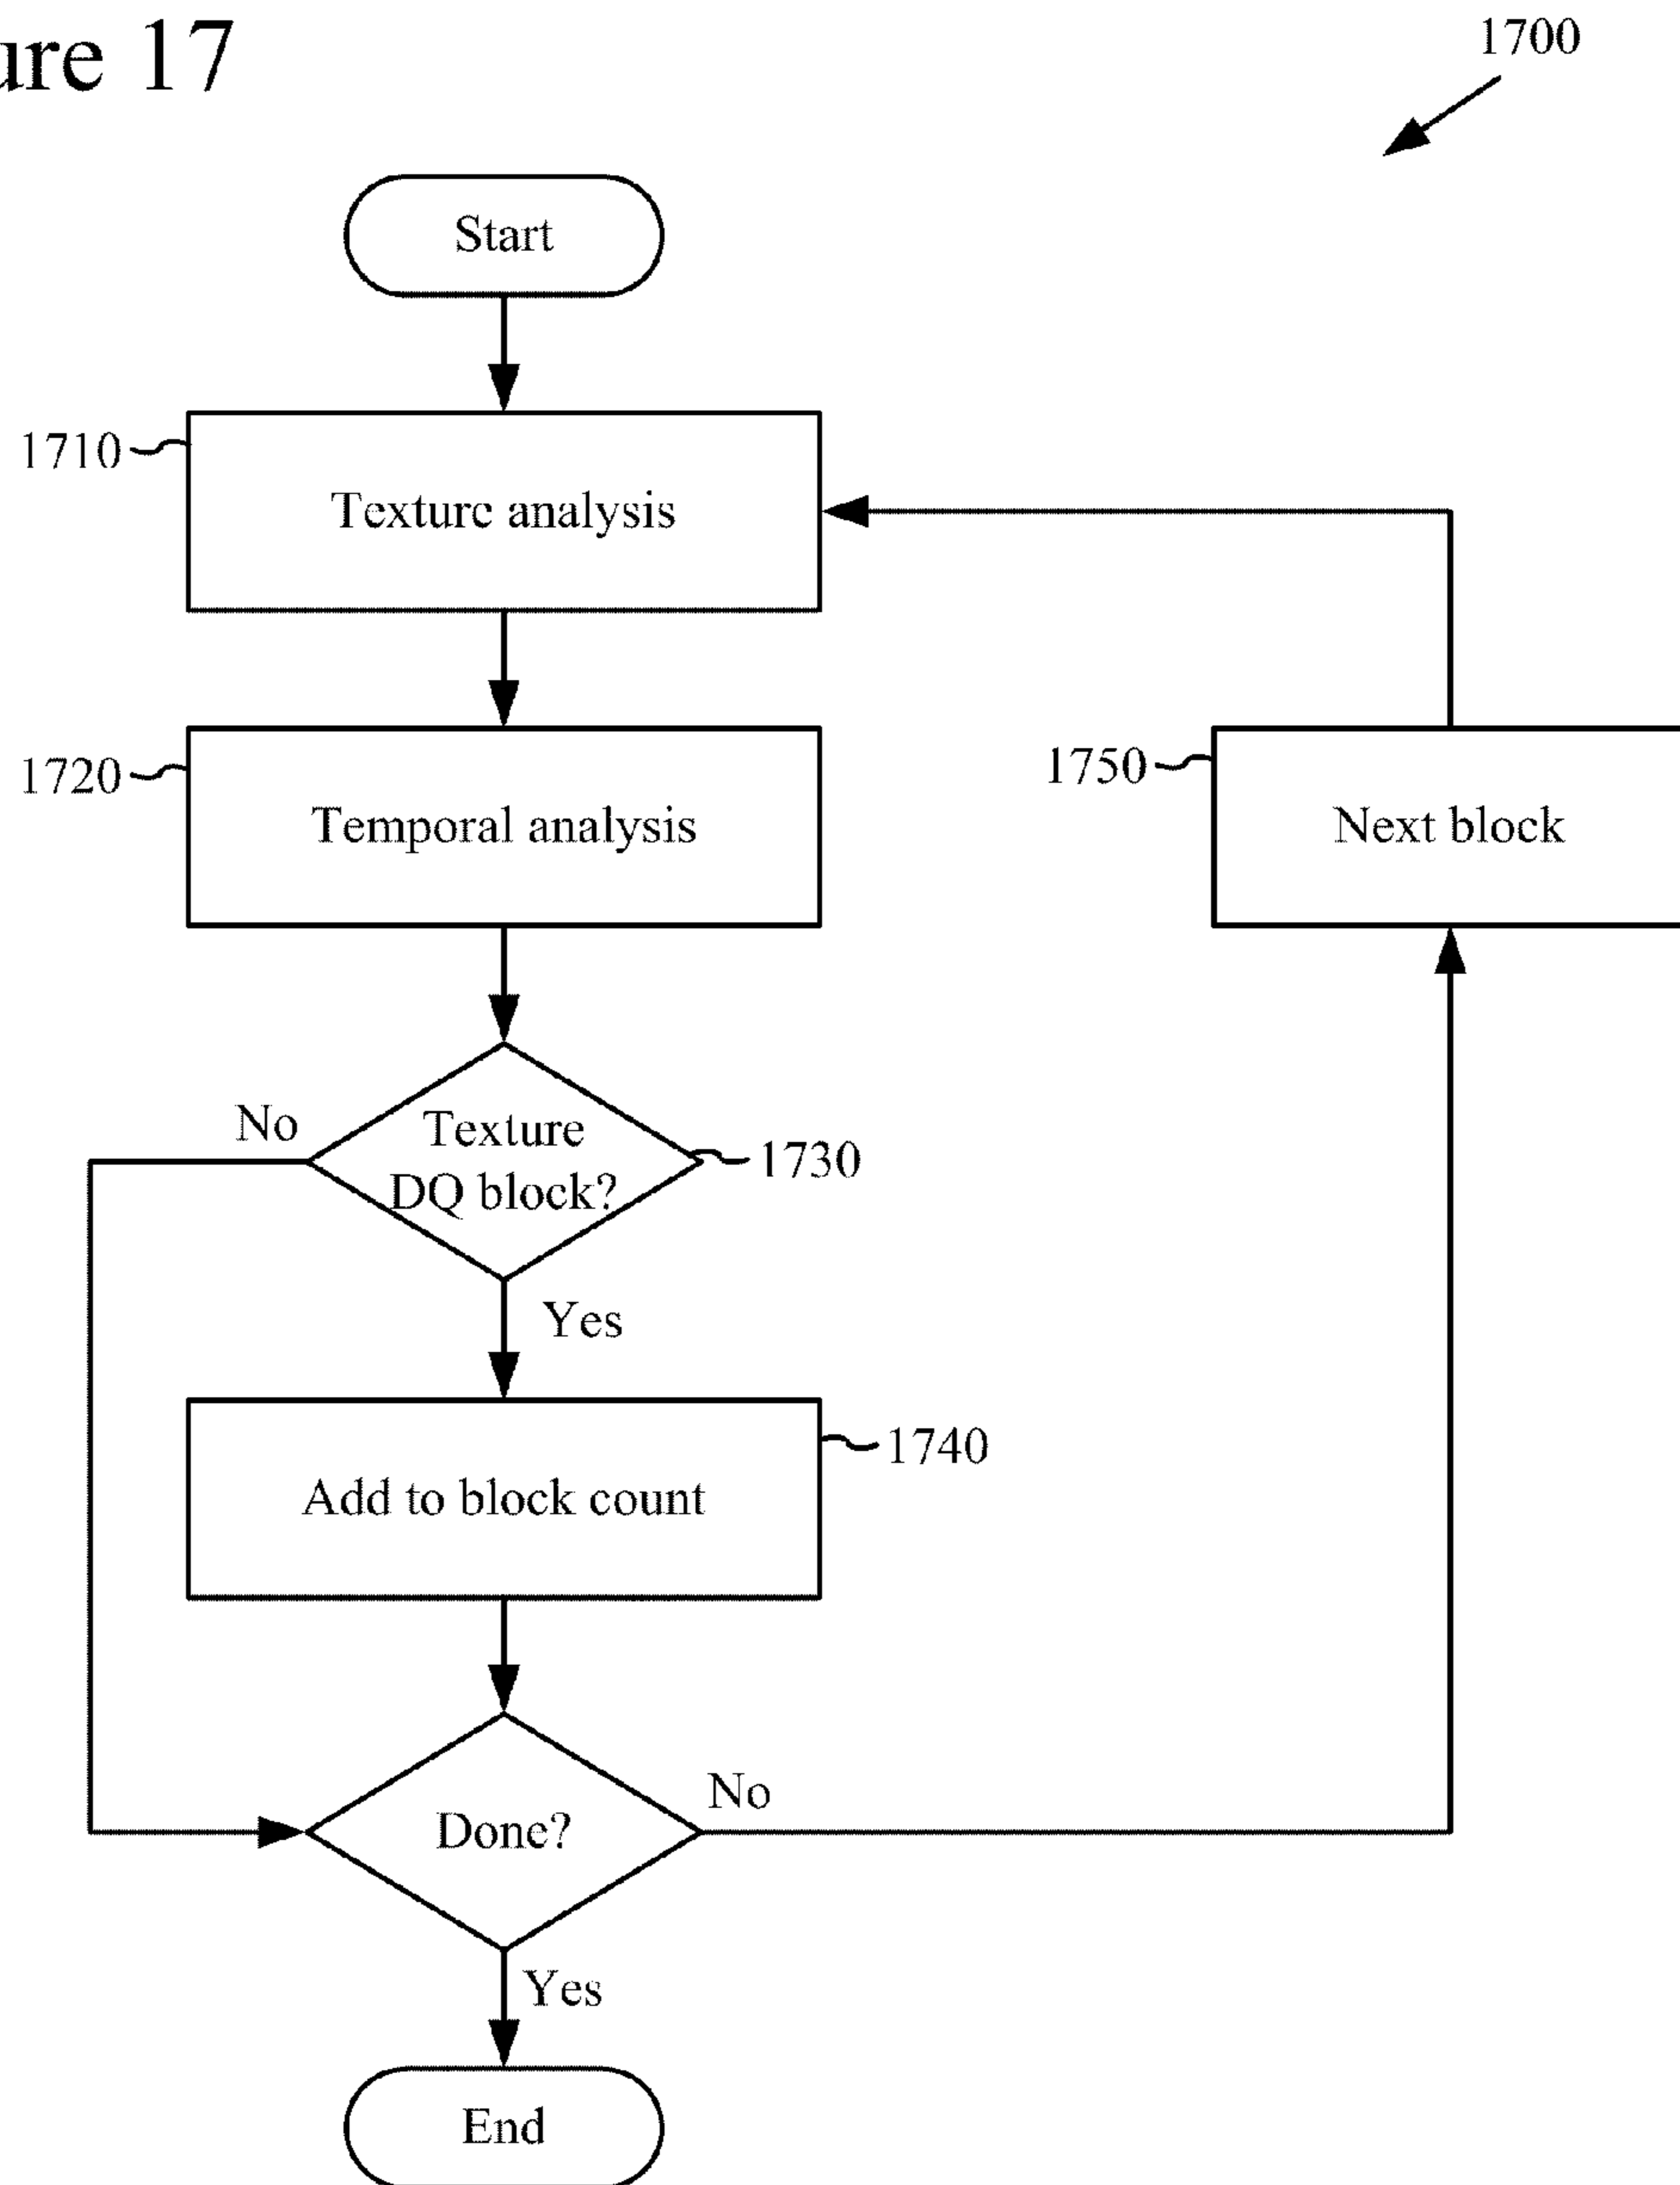 ure 17
1700
Start
1710
Texture analysis
1720
Temporal analysis
1750
Next block
No
Texture
DQ block?
1730
Yes
Add to block count
1740
Done?
No
Yes
End